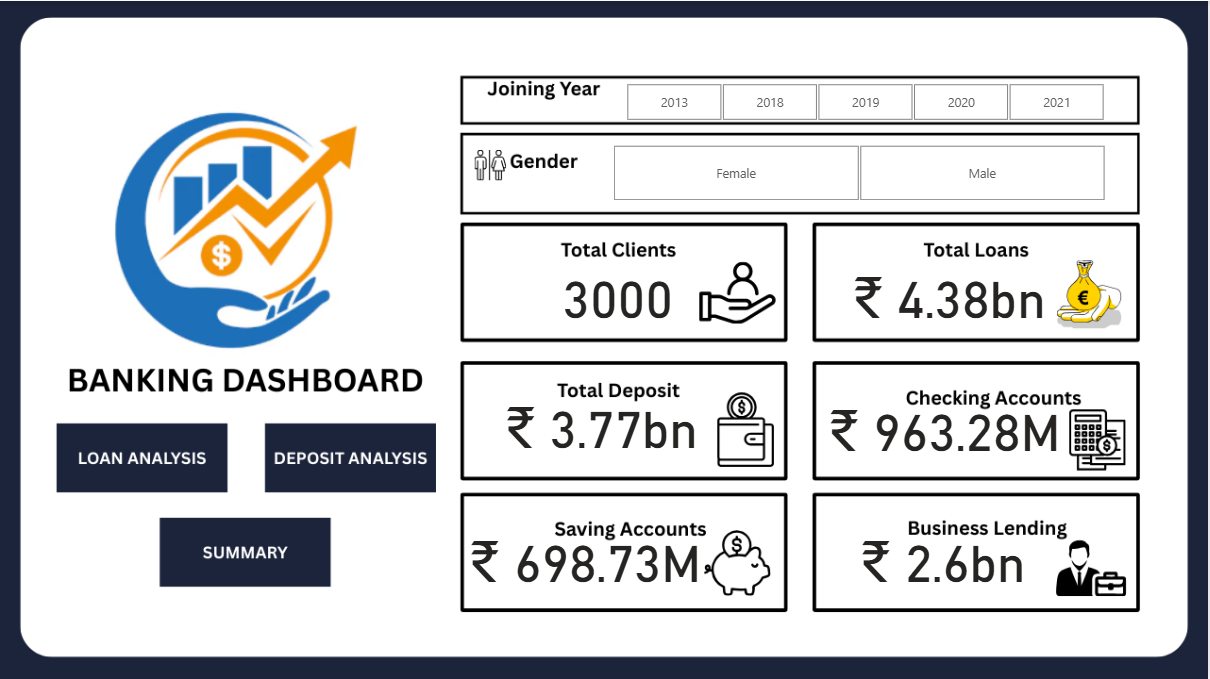 Joining Year 2013 2018 2019 2020 2021
Gender Female Male
Total Clients
3000
Total Loans
₹ 4.38bn
€
$
BANKING DASHBOARD
LOAN ANALYSIS
DEPOSIT ANALYSIS
SUMMARY
Total Deposit
₹ 3.77bn
$
Checking Accounts
₹ 963.28M
$
Saving Accounts
₹ 698.73M
$
Business Lending
₹ 2.6bn